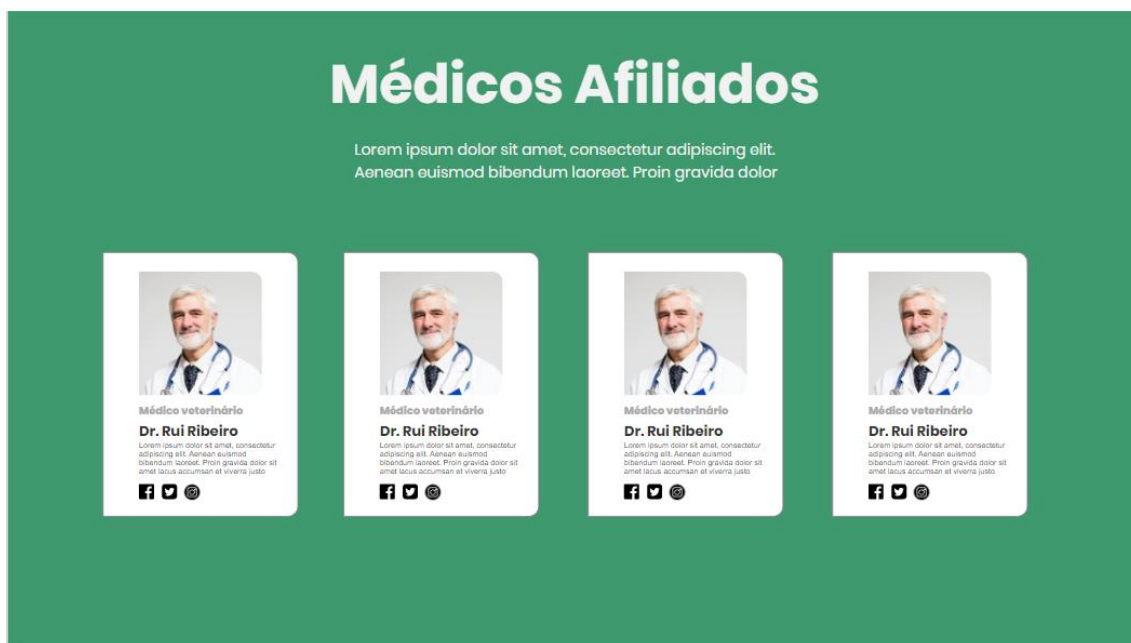 Médicos Afiliados
Lorem ipsum dolor sit amet, consectetur adipiscing elit.
Aenean euismod bibendum laoreet. Proin gravida dolor
Médico veterinário
Dr. Rui Ribeiro
Lorem ipsum dolor sit amet, consectetur
adipiscing elit. Aenean euismod
bibendum laoreet. Proin gravida dolor sit
amet lacus accumsan et viverra justo
Médico veterinário
Dr. Rui Ribeiro
Lorem ipsum dolor sit amet, consectetur
adipiscing elit. Aenean euismod
bibendum laoreet. Proin gravida dolor sit
amet lacus accumsan et viverra justo
Médico veterinário
Dr. Rui Ribeiro
Lorem ipsum dolor sit amet, consectetur
adipiscing elit. Aenean euismod
bibendum laoreet. Proin gravida dolor sit
amet lacus accumsan et viverra justo
Médico veterinário
Dr. Rui Ribeiro
Lorem ipsum dolor sit amet, consectetur
adipiscing elit. Aenean euismod
bibendum laoreet. Proin gravida dolor sit
amet lacus accumsan et viverra justo